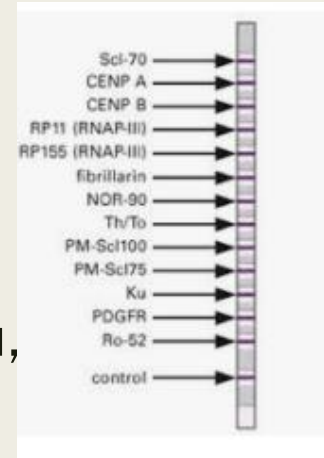 Scl-70
CENP A
CENP B
RP11 (RNAP-III)
RP155 (RNAP-III)
fibrillarin
NOR-90
Th/To
PM-Scl100
PM-Scl75
Ku
PDGFR
Ro-52
,
control